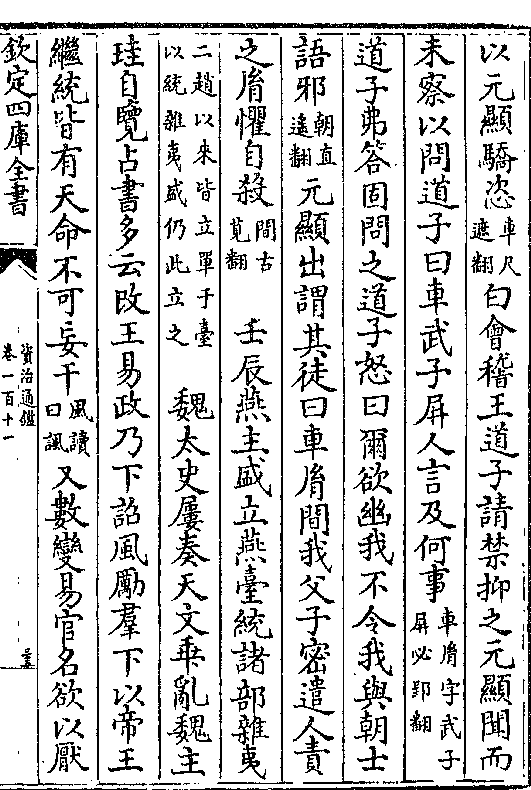 以元顯驕恣車尺遮翻白會稽王道子請禁抑之元顯聞而
未察以問道子曰車武子屏人言及何事車胤字武子屏必郢翻
道子弗答固問之道子怒曰爾欲幽我不令我與朝士
語邪朝直遥翻元顯出謂其徒曰車胤間我父子密遣人責
之胤懼自殺間古莧翻 壬辰燕主盛立燕臺統諸部雜夷
二趙以来皆立單于臺以統雜夷盛仍此立之 魏太史屢奏天文乖亂魏主
珪自覽占書多云改王易政乃下詔風勵羣下以帝王
繼統皆有天命不可妄干風讀曰諷又數變易官名欲以厭
欽定四庫全書
資治通鑑
卷一百十一